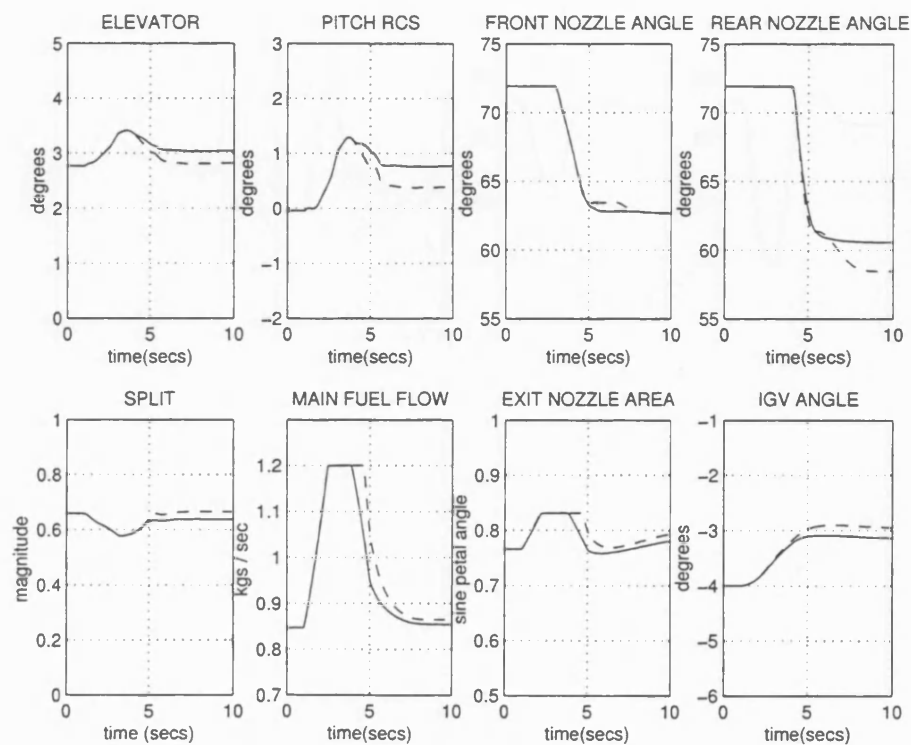 ELEVATOR
PITCH RCS
FRONT NOZZLE ANGLE
REAR NOZZLE ANGLE
5
4
3
2
1
0
degrees
0 5 10
time(secs)
3
2
1
0
−1
−2
degrees
0 5 10
time(secs)
75
70
65
60
55
degrees
0 5 10
time(secs)
75
70
65
60
55
degrees
0 5 10
time(secs)
SPLIT
MAIN FUEL FLOW
EXIT NOZZLE AREA
IGV ANGLE
1
0.8
0.6
0.4
0.2
0
magnitude
0 5 10
time (secs)
1.2
1.1
1
0.9
0.8
0.7
kgs / sec
0 5 10
time(secs)
1
0.9
0.8
0.7
0.6
0.5
sine petal angle
0 5 10
time(secs)
−1
−2
−3
−4
−5
−6
degrees
0 5 10
time(secs)